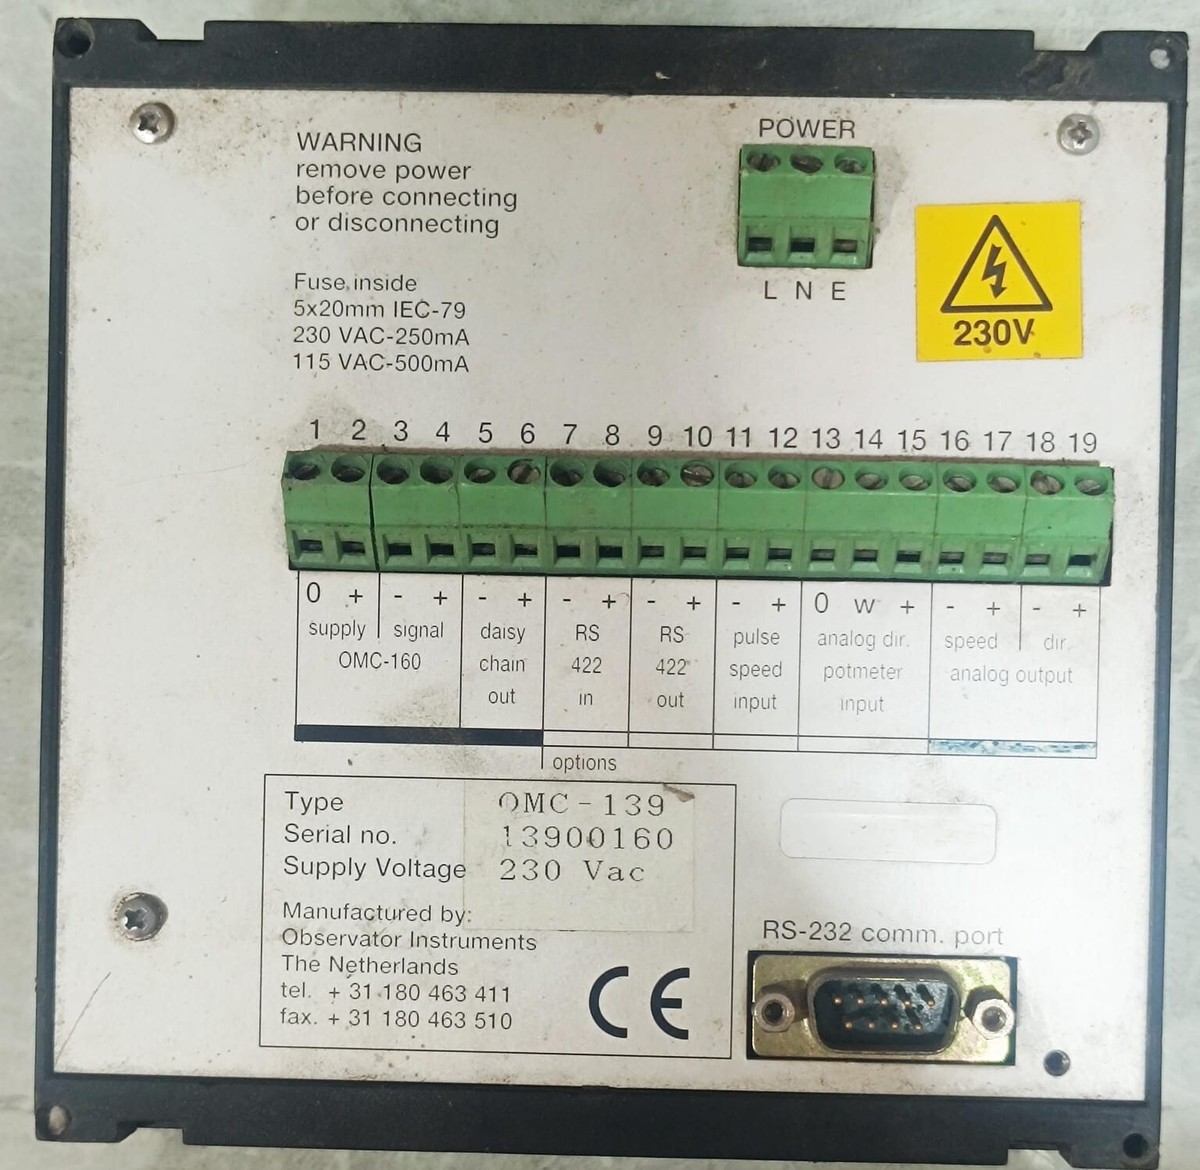 WARNING
remove power
before connecting
or disconnecting
Fuse inside
5x20mm IEC-79
230 VAC-250mA
115 VAC-500mA
POWER
L N E
230V
1 2 3 4 5 6 7 8 9 10 11 12 13 14 15 16 17 18 19
0 + - + - + - + - + - + 0 w + - + - +
supply signal daisy RS RS pulse analog dir. speed dir.
OMC-160 chain 422 422 speed potmeter analog output
out in out input input
options
Type OMC-139
Serial no. 13900160
Supply Voltage 230 Vac
Manufactured by:
Observator Instruments
The Netherlands
tel. + 31 180 463 411
fax. + 31 180 463 510
CE
RS-232 comm. port